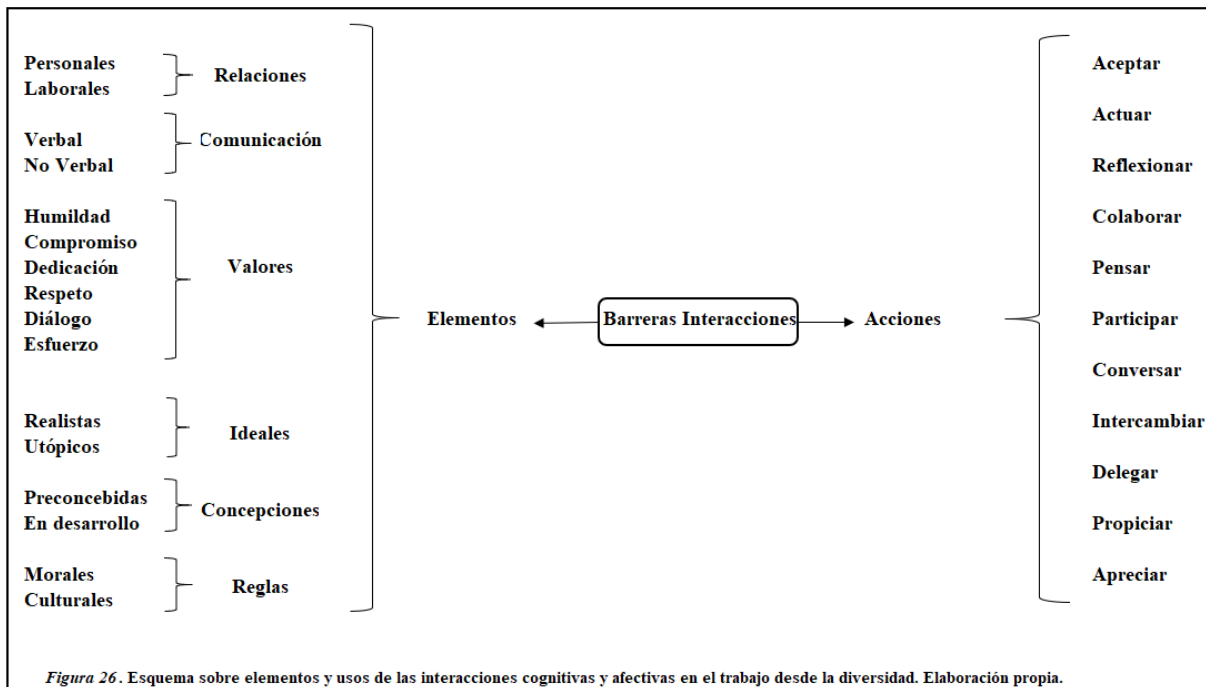 Personales
Laborales
Relaciones
Verbal
No Verbal
Comunicación
Humildad
Compromiso
Dedicación
Respeto
Diálogo
Esfuerzo
Valores
Realistas
Utópicos
Ideales
Preconcebidas
En desarrollo
Concepciones
Morales
Culturales
Reglas
Elementos
Barreras Interacciones
Acciones
Aceptar
Actuar
Reflexionar
Colaborar
Pensar
Participar
Conversar
Intercambiar
Delegar
Propiciar
Apreciar
Figura 26. Esquema sobre elementos y usos de las interacciones cognitivas y afectivas en el trabajo desde la diversidad. Elaboración propia.